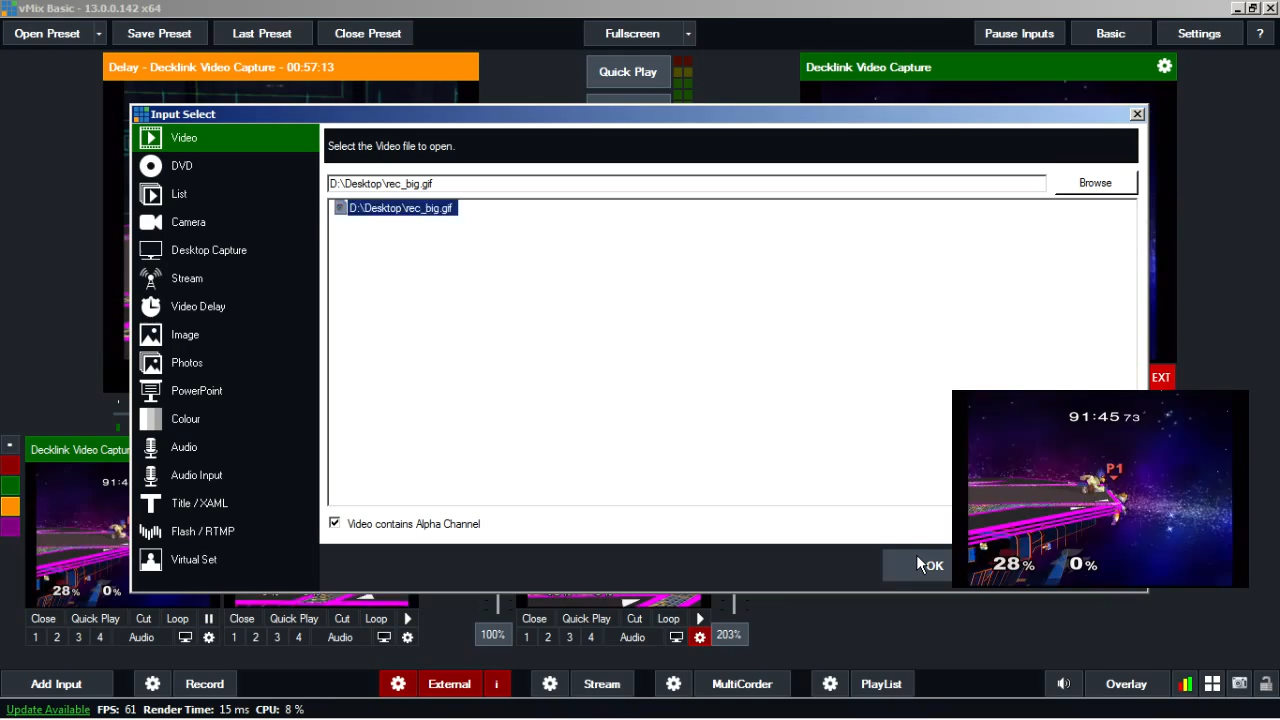 vMix Basic - 13.0.0.142 x64
Open Preset
Save Preset
Last Preset
Close Preset
Fullscreen
Pause Inputs
Basic
Settings
?
Delay - Decklink Video Capture - 00:57:13
Quick Play
Decklink Video Capture
Input Select
Video
DVD
List
Camera
Desktop Capture
Stream
Video Delay
Image
Photos
PowerPoint
Colour
Audio
Audio Input
Title / XAML
Flash / RTMP
Virtual Set
Select the Video file to open.
D:\Desktop\rec_big.gif
Browse
D:\Desktop\rec_big.gif
Video contains Alpha Channel
OK
EXT
91:45 73
P1
28% 0%
Decklink Video Captur
91:4
28% 0%
Close Quick Play Cut Loop
1 2 3 4 Audio
Close Quick Play Cut Loop
1 2 3 4 Audio
100%
Close Quick Play Cut Loop
1 2 3 4 Audio
203%
Add Input
Record
External
i
Stream
MultiCorder
PlayList
Overlay
Update Available FPS: 61 Render Time: 15 ms CPU: 8 %